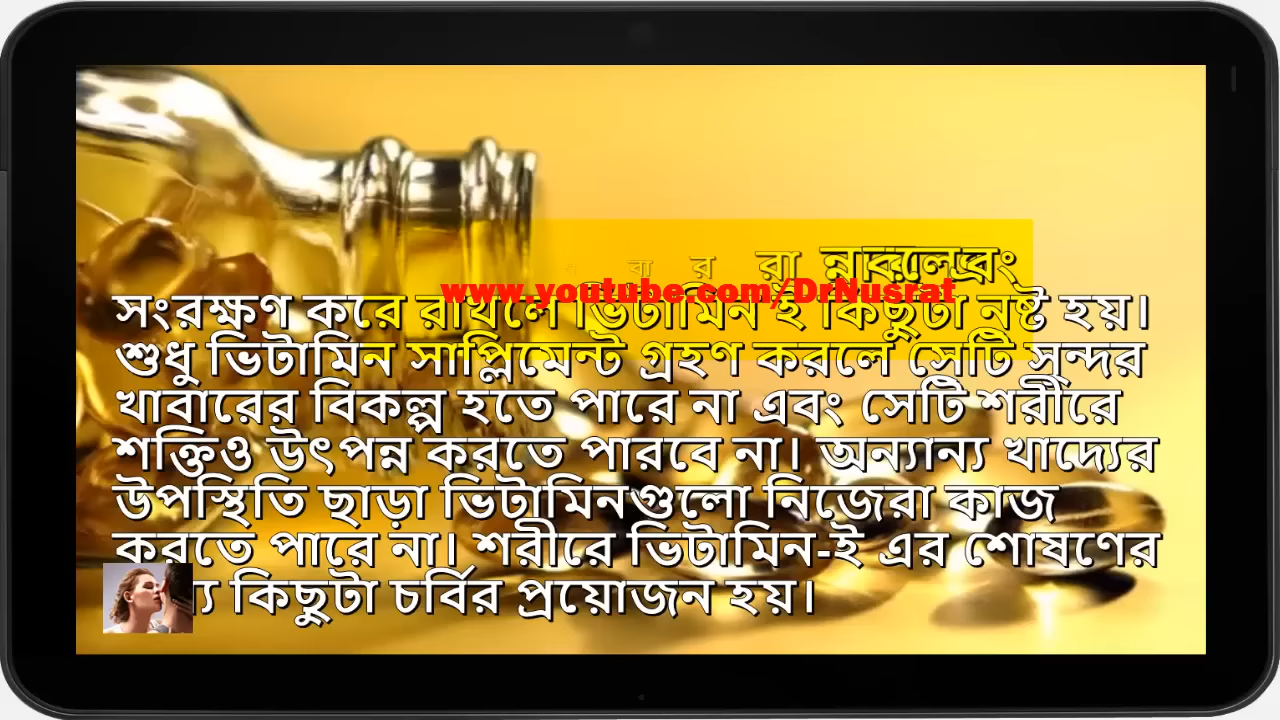 www.youtube.com/DrNusrat
সংরক্ষণ করে রাখলে ভিটামিন ই কিছুটা নষ্ট হয়।
শুধু ভিটামিন সাপ্লিমেন্ট গ্রহণ করলে সেটি সুন্দর
খাবারের বিকল্প হতে পারে না এবং সেটি শরীরে
শক্তিও উৎপন্ন করতে পারবে না। অন্যান্য খাদ্যের
উপস্থিতি ছাড়া ভিটামিনগুলো নিজেরা কাজ
করতে পারে না। শরীরে ভিটামিন-ই এর শোষণের
কিছুটা চর্বির প্রয়োজন হয়।